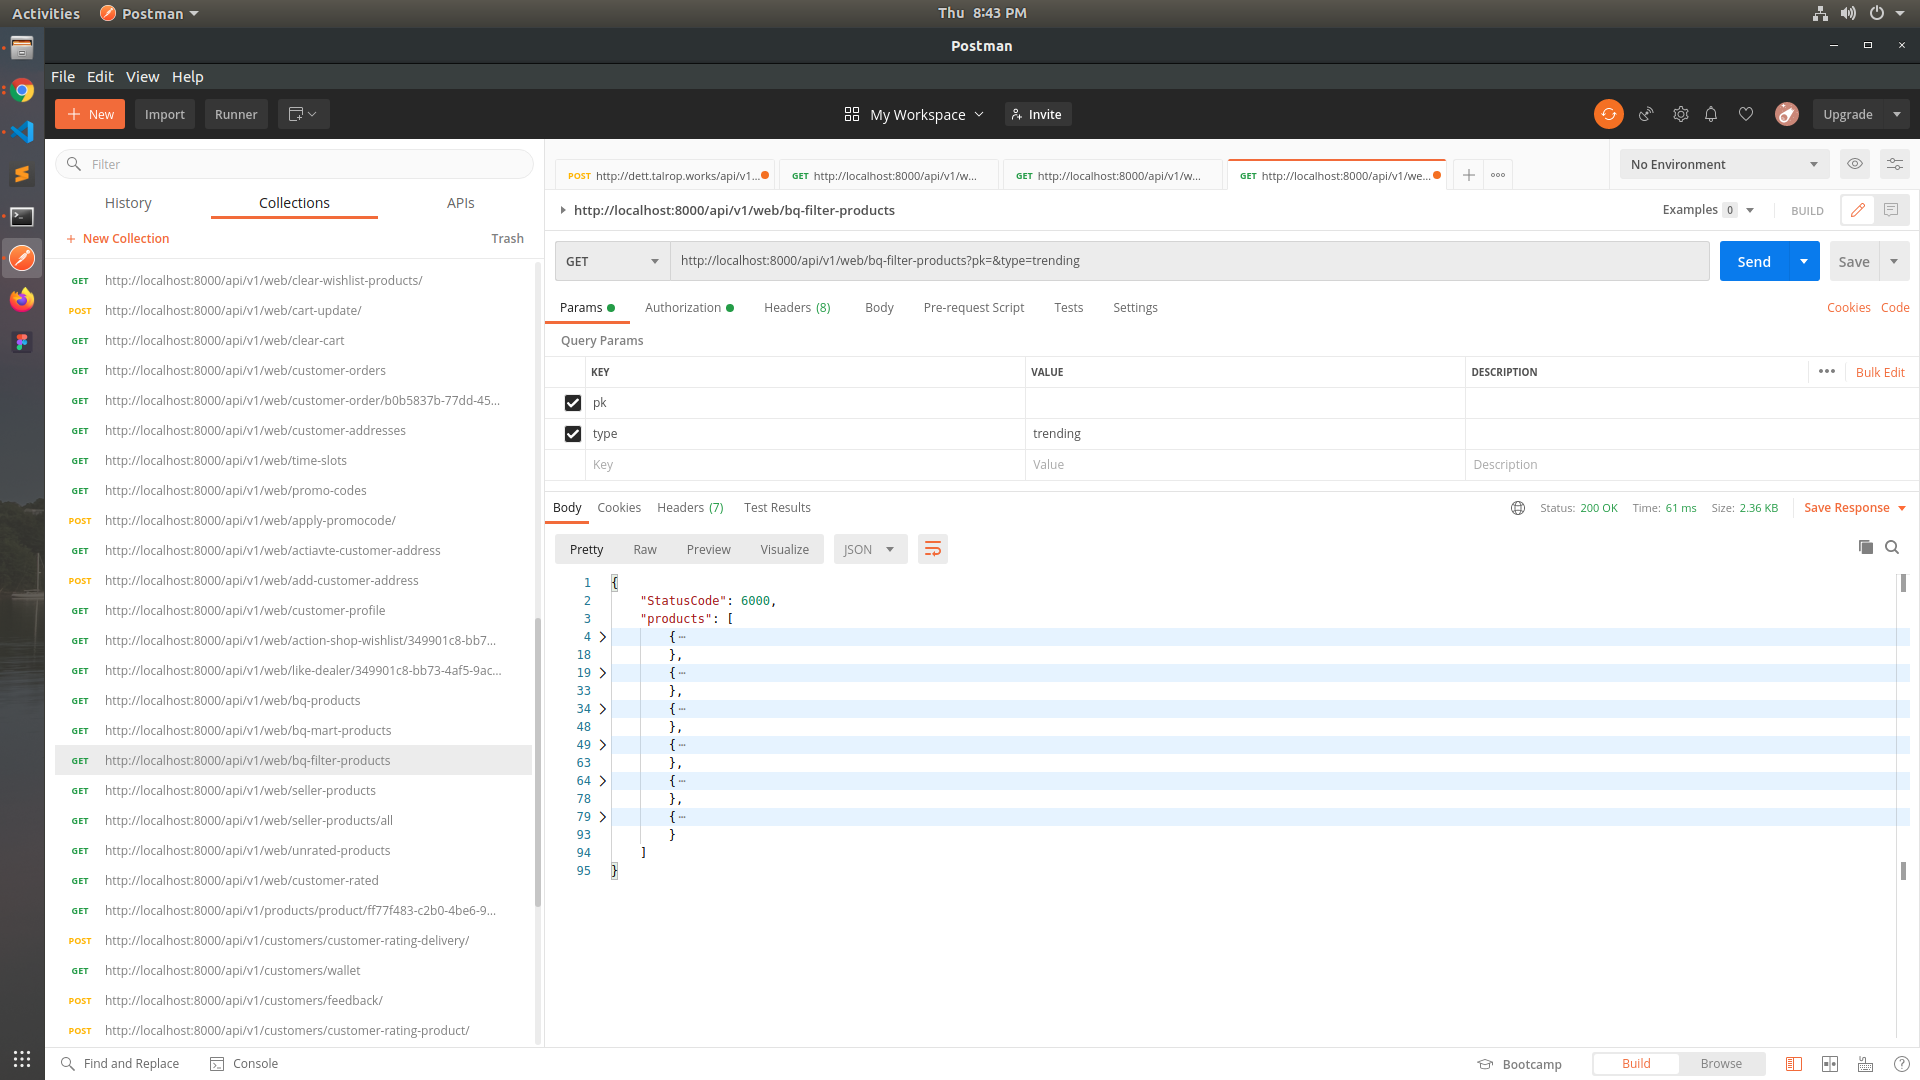 Activities Postman Thu 8:43 PM
Postman
File Edit View Help
New Import Runner My Workspace Invite Upgrade
Filter
History Collections APIs
New Collection Trash
GET http://localhost:8000/api/v1/web/clear-wishlist-products/
POST http://localhost:8000/api/v1/web/cart-update/
GET http://localhost:8000/api/v1/web/clear-cart
GET http://localhost:8000/api/v1/web/customer-orders
GET http://localhost:8000/api/v1/web/customer-order/b0b5837b-77dd-45...
GET http://localhost:8000/api/v1/web/customer-addresses
GET http://localhost:8000/api/v1/web/time-slots
GET http://localhost:8000/api/v1/web/promo-codes
POST http://localhost:8000/api/v1/web/apply-promocode/
GET http://localhost:8000/api/v1/web/actiavte-customer-address
POST http://localhost:8000/api/v1/web/add-customer-address
GET http://localhost:8000/api/v1/web/customer-profile
GET http://localhost:8000/api/v1/web/action-shop-wishlist/349901c8-bb7...
GET http://localhost:8000/api/v1/web/like-dealer/349901c8-bb73-4af5-9ac...
GET http://localhost:8000/api/v1/web/bq-products
GET http://localhost:8000/api/v1/web/bq-mart-products
GET http://localhost:8000/api/v1/web/bq-filter-products
GET http://localhost:8000/api/v1/web/seller-products
GET http://localhost:8000/api/v1/web/seller-products/all
GET http://localhost:8000/api/v1/web/unrated-products
GET http://localhost:8000/api/v1/web/customer-rated
GET http://localhost:8000/api/v1/products/product/ff77f483-c2b0-4be6-9...
POST http://localhost:8000/api/v1/customers/customer-rating-delivery/
GET http://localhost:8000/api/v1/customers/wallet
POST http://localhost:8000/api/v1/customers/feedback/
POST http://localhost:8000/api/v1/customers/customer-rating-product/
POST http://dett.talrop.works/api/v1... GET http://localhost:8000/api/v1/w... GET http://localhost:8000/api/v1/w... GET http://localhost:8000/api/v1/we... No Environment
http://localhost:8000/api/v1/web/bq-filter-products Examples 0 BUILD
GET http://localhost:8000/api/v1/web/bq-filter-products?pk=&type=trending Send Save
Params Authorization Headers (8) Body Pre-request Script Tests Settings Cookies Code
Query Params
KEY VALUE DESCRIPTION ••• Bulk Edit
pk
type trending
Key Value Description
Body Cookies Headers (7) Test Results Status: 200 OK Time: 61 ms Size: 2.36 KB Save Response
Pretty Raw Preview Visualize JSON
1 {
2 "StatusCode": 6000,
3 "products": [
4 {
18 },
19 {
33 },
34 {
48 },
49 {
63 },
64 {
78 },
79 {
93 }
94 ]
95 }
Find and Replace Console Bootcamp Build Browse